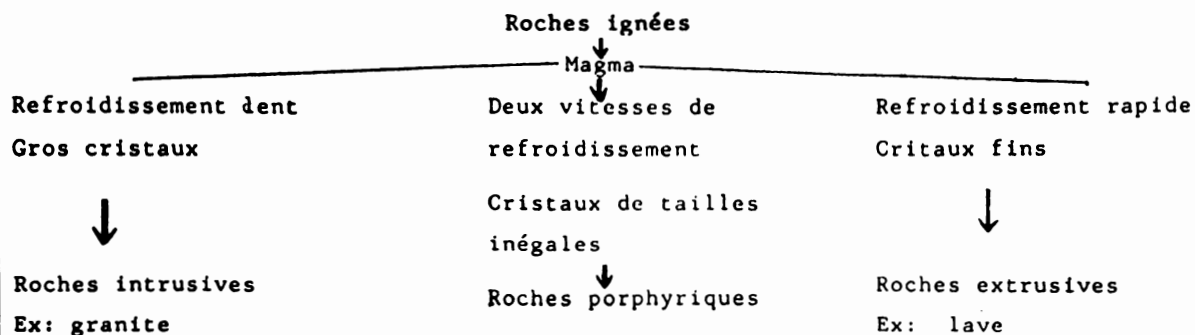 Roches ignées
Magma
Refroidissement dent
Gros cristaux
Roches intrusives
Ex: granite
Deux vitesses de
refroidissement
Cristaux de tailles
inégales
Roches porphyriques
Refroidissement rapide
Critaux fins
Roches extrusives
Ex: lave